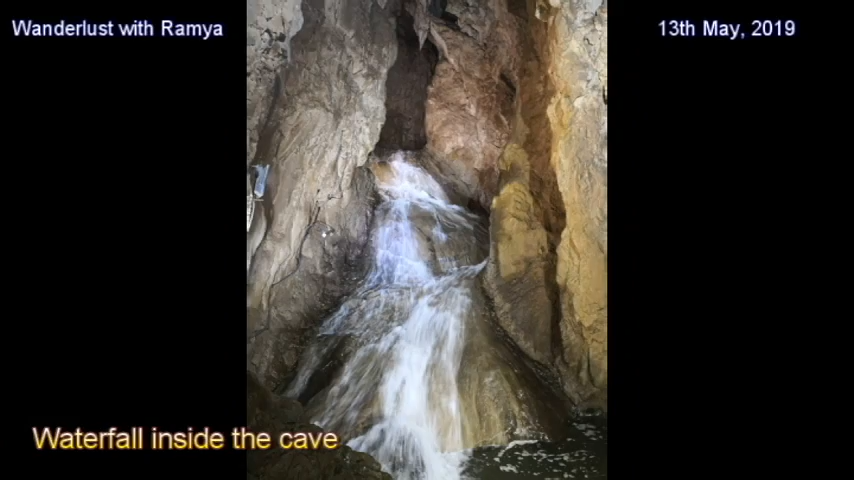 Wanderlust with Ramya
13th May, 2019
Waterfall inside the cave